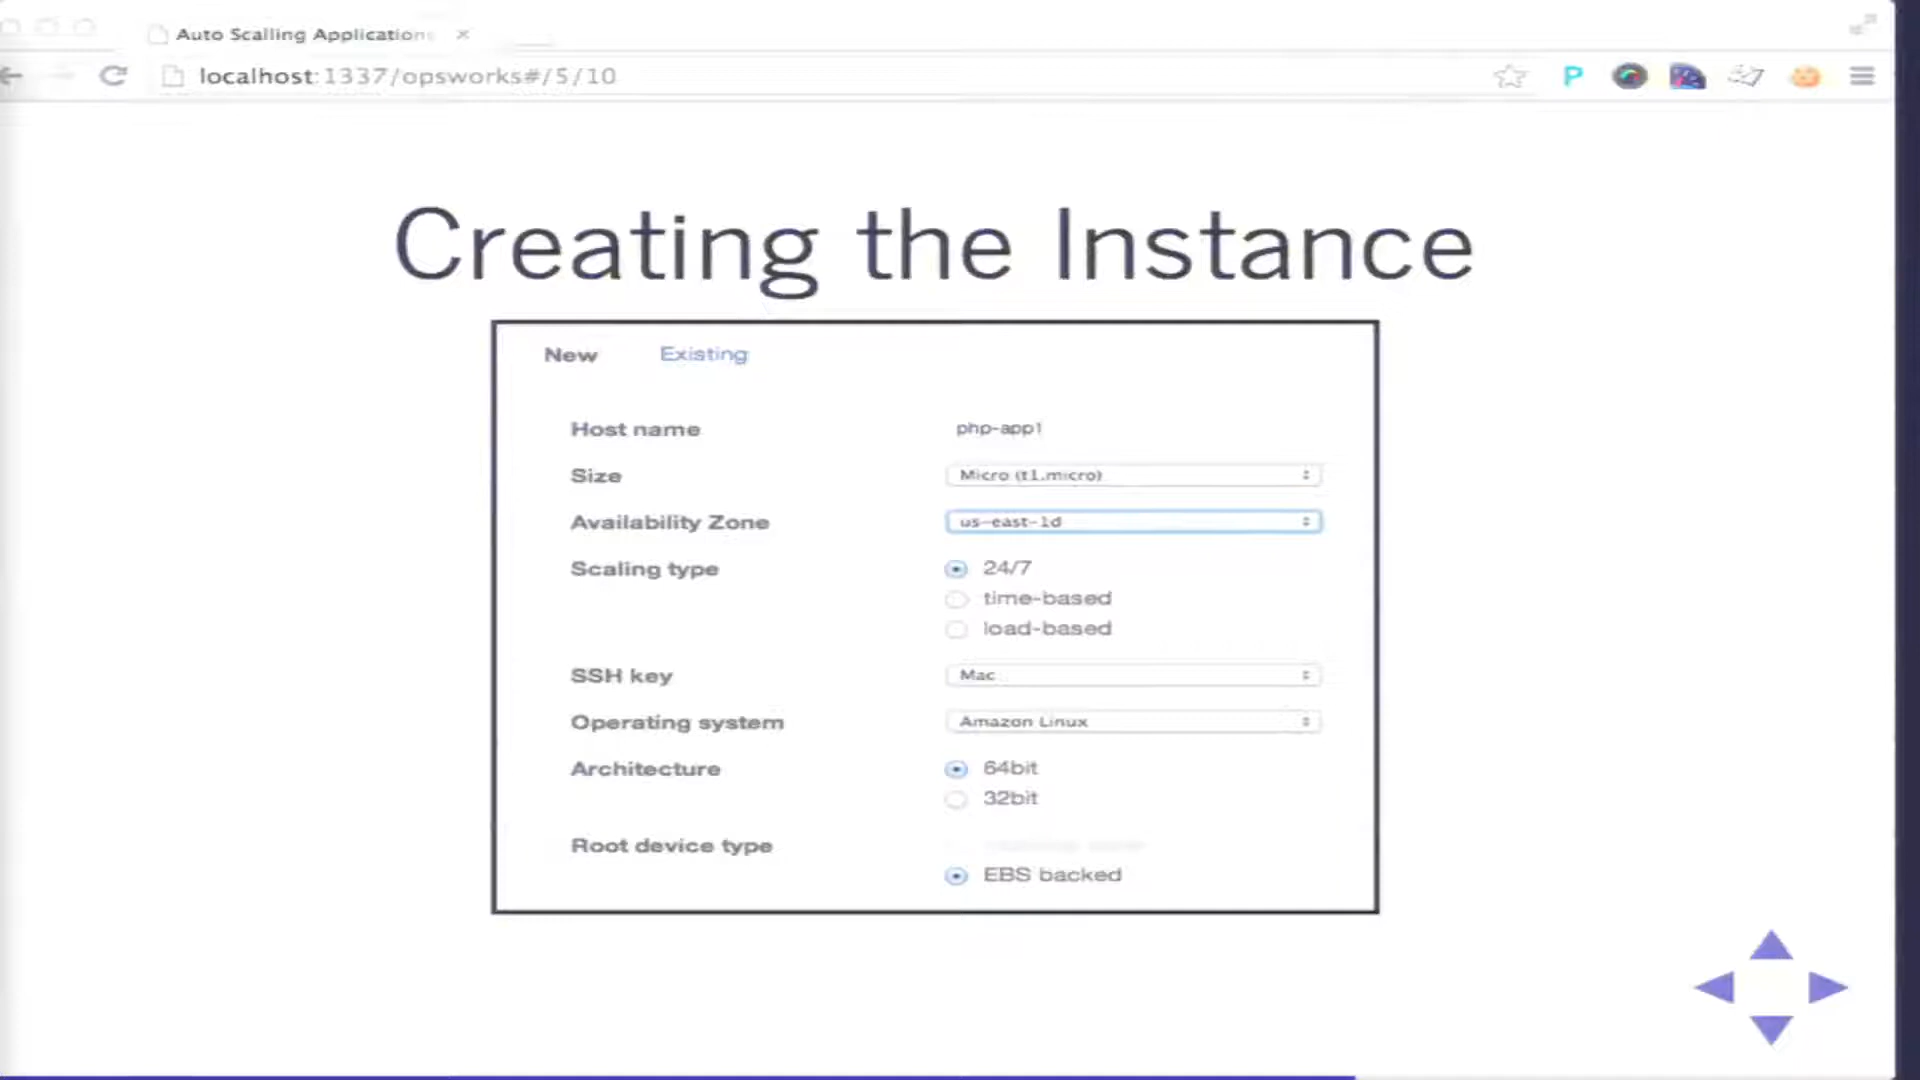 Auto Scalling Applications
localhost:1337/opsworks#/5/10
P
Creating the Instance
New Existing
Host name php-app1
Size Micro (t1.micro)
Availability Zone us-east-1d
Scaling type 24/7
time-based
load-based
SSH key Mac
Operating system Amazon Linux
Architecture 64bit
32bit
Root device type
EBS backed